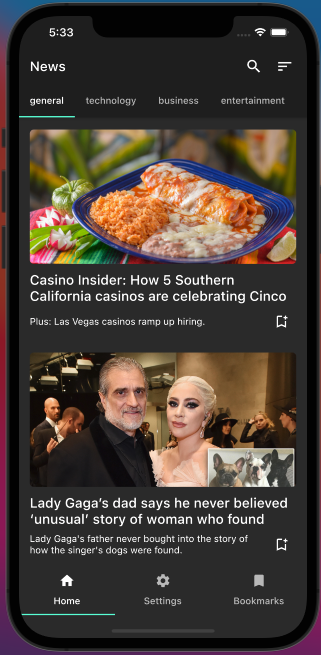 5:33
News
general technology business entertainment
Casino Insider: How 5 Southern
California casinos are celebrating Cinco
Plus: Las Vegas casinos ramp up hiring.
Lady Gaga’s dad says he never believed
‘unusual’ story of woman who found
Lady Gaga's father never bought into the story of
how the singer's dogs were found.
Home Settings Bookmarks